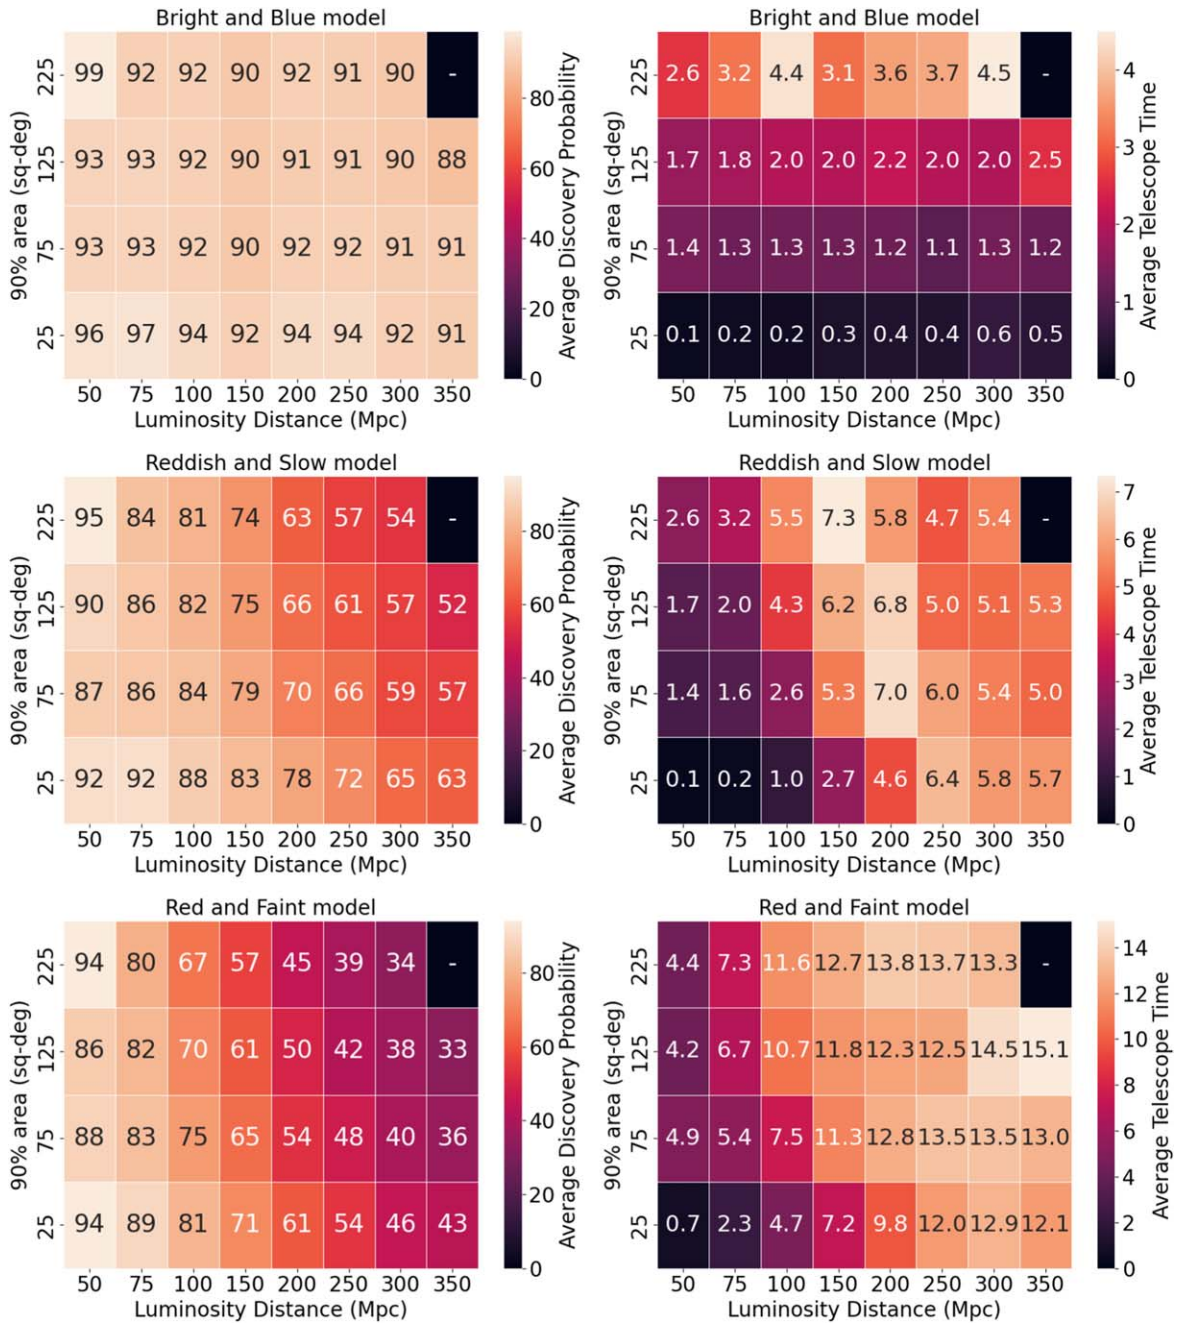 Bright and Blue model
225 99 92 92 90 92 91 90 -
125 93 93 92 90 91 91 90 88
75 93 93 92 90 92 92 91 91
25 96 97 94 92 94 94 92 91
50 75 100 150 200 250 300 350
Luminosity Distance (Mpc)
90% area (sq-deg)
80
60
40
20
0
Average Discovery Probability
Bright and Blue model
225 2.6 3.2 4.4 3.1 3.6 3.7 4.5 -
125 1.7 1.8 2.0 2.0 2.2 2.0 2.0 2.5
75 1.4 1.3 1.3 1.3 1.2 1.1 1.3 1.2
25 0.1 0.2 0.2 0.3 0.4 0.4 0.6 0.5
50 75 100 150 200 250 300 350
Luminosity Distance (Mpc)
90% area (sq-deg)
4
3
2
1
0
Average Telescope Time
Reddish and Slow model
225 95 84 81 74 63 57 54 -
125 90 86 82 75 66 61 57 52
75 87 86 84 79 70 66 59 57
25 92 92 88 83 78 72 65 63
50 75 100 150 200 250 300 350
Luminosity Distance (Mpc)
90% area (sq-deg)
80
60
40
20
0
Average Discovery Probability
Reddish and Slow model
225 2.6 3.2 5.5 7.3 5.8 4.7 5.4 -
125 1.7 2.0 4.3 6.2 6.8 5.0 5.1 5.3
75 1.4 1.6 2.6 5.3 7.0 6.0 5.4 5.0
25 0.1 0.2 1.0 2.7 4.6 6.4 5.8 5.7
50 75 100 150 200 250 300 350
Luminosity Distance (Mpc)
90% area (sq-deg)
7
6
5
4
3
2
1
0
Average Telescope Time
Red and Faint model
225 94 80 67 57 45 39 34 -
125 86 82 70 61 50 42 38 33
75 88 83 75 65 54 48 40 36
25 94 89 81 71 61 54 46 43
50 75 100 150 200 250 300 350
Luminosity Distance (Mpc)
90% area (sq-deg)
80
60
40
20
0
Average Discovery Probability
Red and Faint model
225 4.4 7.3 11.6 12.7 13.8 13.7 13.3 -
125 4.2 6.7 10.7 11.8 12.3 12.5 14.5 15.1
75 4.9 5.4 7.5 11.3 12.8 13.5 13.5 13.0
25 0.7 2.3 4.7 7.2 9.8 12.0 12.9 12.1
50 75 100 150 200 250 300 350
Luminosity Distance (Mpc)
90% area (sq-deg)
14
12
10
8
6
4
2
0
Average Telescope Time